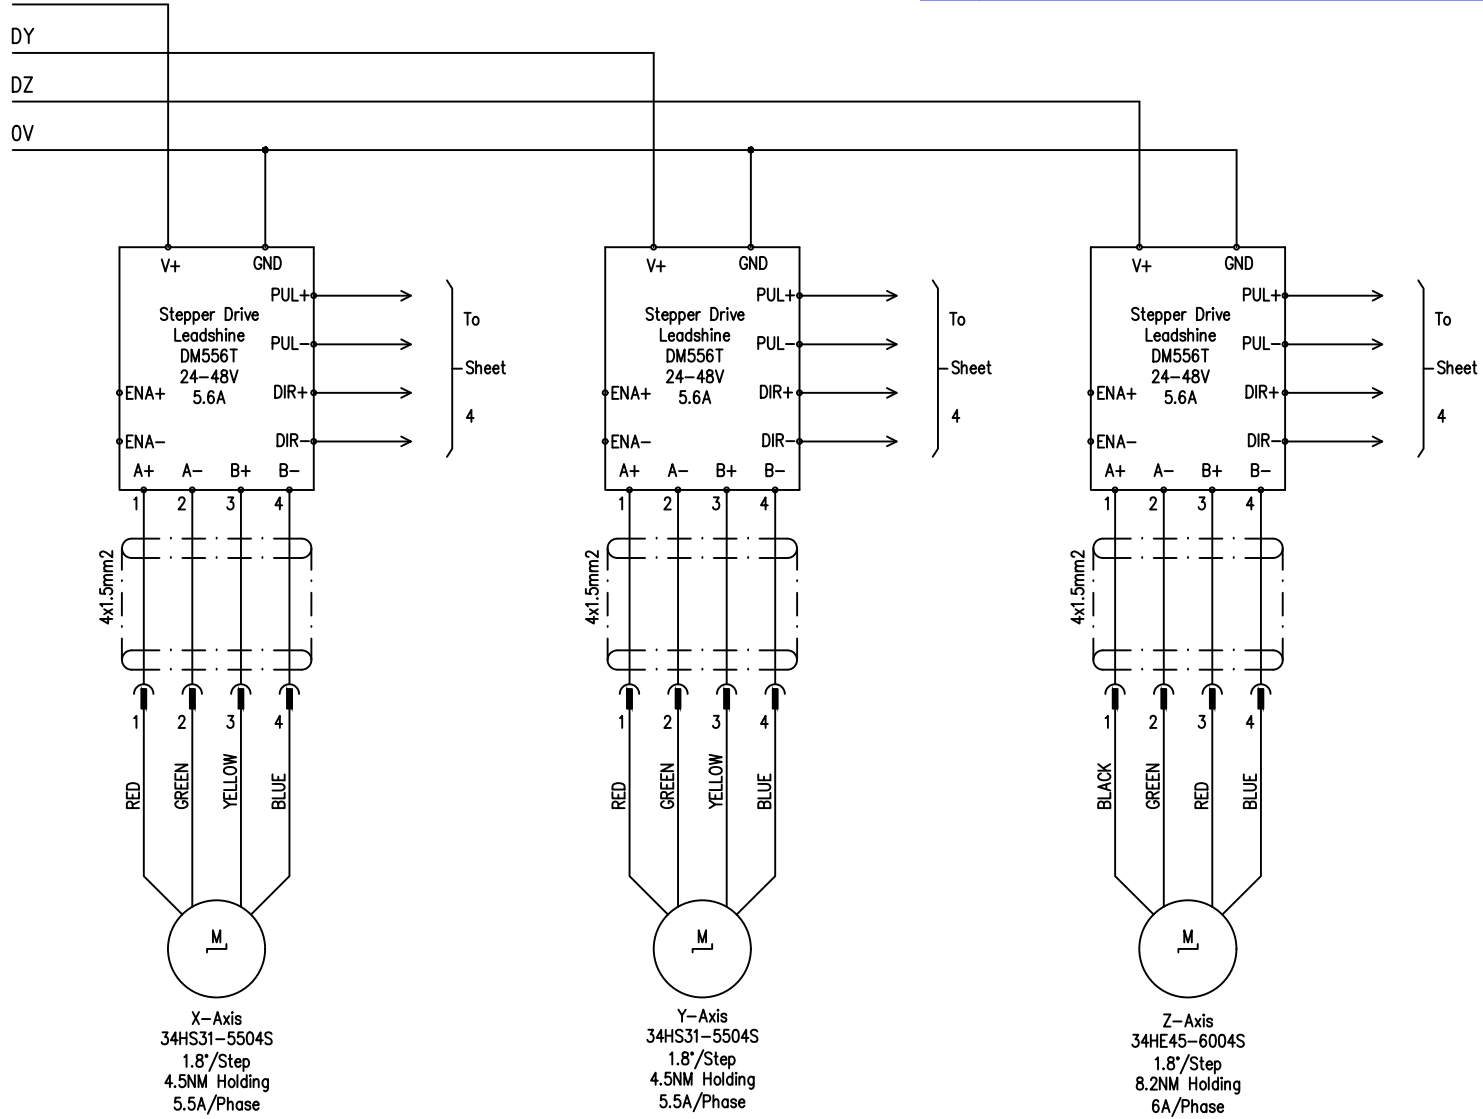 DY
DZ
0V
V+ GND
PUL+
Stepper Drive
Leadshine
PUL-
DM556T
24-48V
ENA+ 5.6A DIR+
ENA- DIR-
A+ A- B+ B-
To
Sheet
4
1 2 3 4
4x1.5mm2
1 2 3 4
RED GREEN YELLOW BLUE
M
X-Axis
34HS31-5504S
1.8°/Step
4.5NM Holding
5.5A/Phase
V+ GND
PUL+
Stepper Drive
Leadshine
PUL-
DM556T
24-48V
ENA+ 5.6A DIR+
ENA- DIR-
A+ A- B+ B-
To
Sheet
4
1 2 3 4
4x1.5mm2
1 2 3 4
RED GREEN YELLOW BLUE
M
Y-Axis
34HS31-5504S
1.8°/Step
4.5NM Holding
5.5A/Phase
V+ GND
PUL+
Stepper Drive
Leadshine
PUL-
DM556T
24-48V
ENA+ 5.6A DIR+
ENA- DIR-
A+ A- B+ B-
To
Sheet
4
1 2 3 4
4x1.5mm2
1 2 3 4
BLACK GREEN RED BLUE
M
Z-Axis
34HE45-6004S
1.8°/Step
8.2NM Holding
6A/Phase